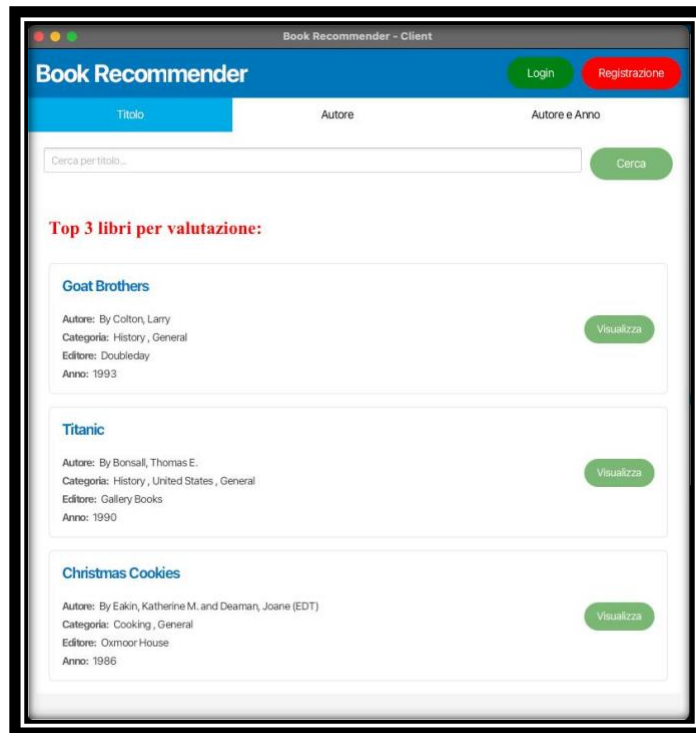 Book Recommender - Client
Book Recommender
Login
Registrazione
Titolo
Autore
Autore e Anno
Cerca per titolo...
Cerca
Top 3 libri per valutazione:
Goat Brothers
Autore: By Colton, Larry
Categoria: History , General
Editore: Doubleday
Anno: 1993
Visualizza
Titanic
Autore: By Bonsall, Thomas E.
Categoria: History , United States , General
Editore: Gallery Books
Anno: 1990
Visualizza
Christmas Cookies
Autore: By Eakin, Katherine M. and Deaman, Joane (EDT)
Categoria: Cooking , General
Editore: Oxmoor House
Anno: 1986
Visualizza